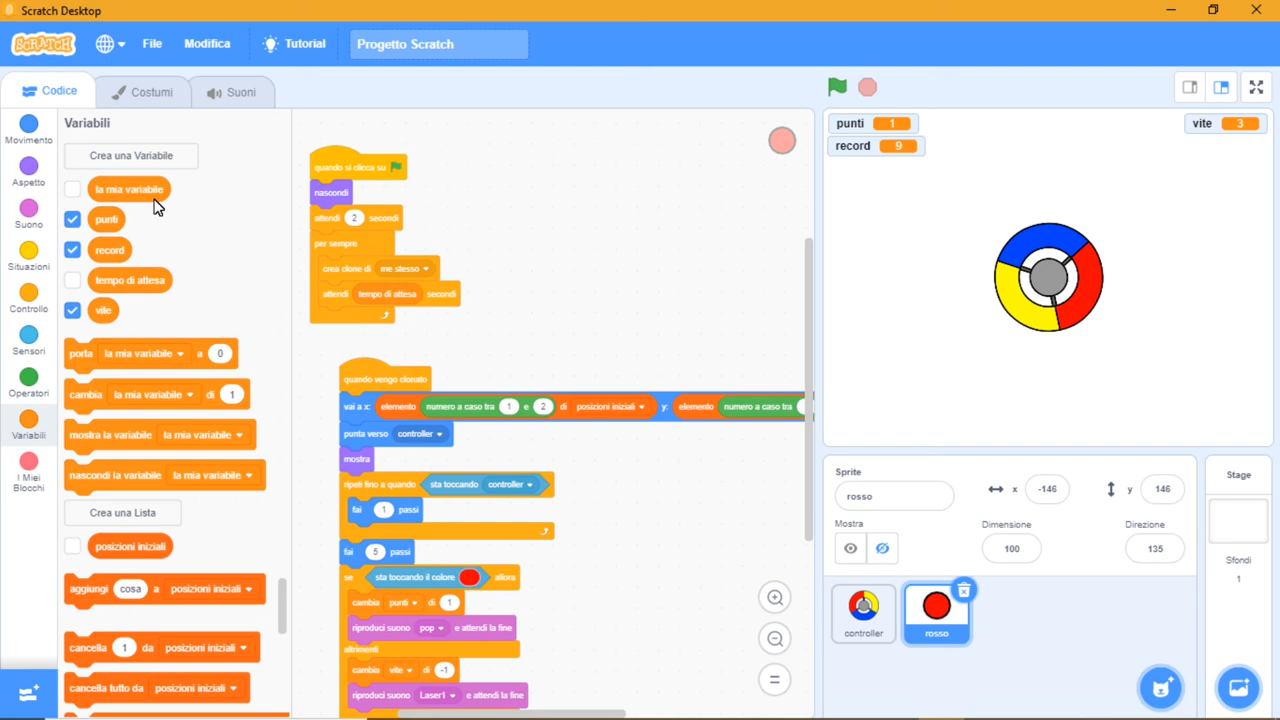 Scratch Desktop
SCRATCH File Modifica Tutorial Progetto Scratch
Codice Costumi Suoni
Movimento
Aspetto
Suono
Situazioni
Controllo
Sensori
Operatori
Variabili
I Miei
Blocchi
Variabili
Crea una Variabile
la mia variabile
punti
record
tempo di attesa
vite
porta la mia variabile a 0
cambia la mia variabile di 1
mostra la variabile la mia variabile
nascondi la variabile la mia variabile
Crea una Lista
posizioni iniziali
aggiungi cosa a posizioni iniziali
cancella 1 da posizioni iniziali
cancella tutto da posizioni iniziali
quando si clicca su
nascondi
attendi 2 secondi
per sempre
crea clone di me stesso
attendi tempo di attesa secondi
quando vengo clonato
vai a x: elemento numero a caso tra 1 e 2 di posizioni iniziali y: elemento numero a caso tra
punta verso controller
mostra
ripeti fino a quando sta toccando controller
fai 1 passi
fai 5 passi
se sta toccando il colore allora
cambia punti di 1
riproduci suono pop e attendi la fine
altrimenti
cambia vite di -1
riproduci suono Laser1 e attendi la fine
punti 1 vite 3
record 9
Sprite
rosso
x -146 y 146
Mostra
Dimensione
100
Direzione
135
controller
rosso
Stage
Sfondi
1